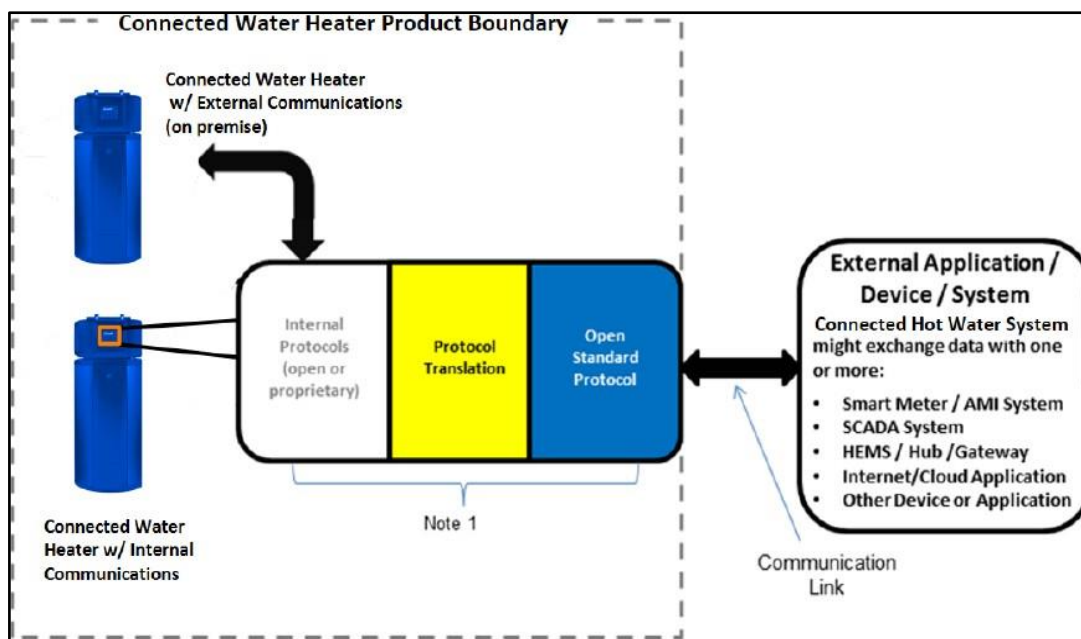 Connected Water Heater Product Boundary
Connected Water Heater
w/ External Communications
(on premise)
Internal
Protocols
(open or
proprietary)
Protocol
Translation
Open
Standard
Protocol
External Application /
Device / System
Connected Hot Water System
might exchange data with one
or more:
• Smart Meter / AMI System
• SCADA System
• HEMS / Hub /Gateway
• Internet/Cloud Application
• Other Device or Application
Note 1
Connected Water
Heater w/ Internal
Communications
Communication
Link